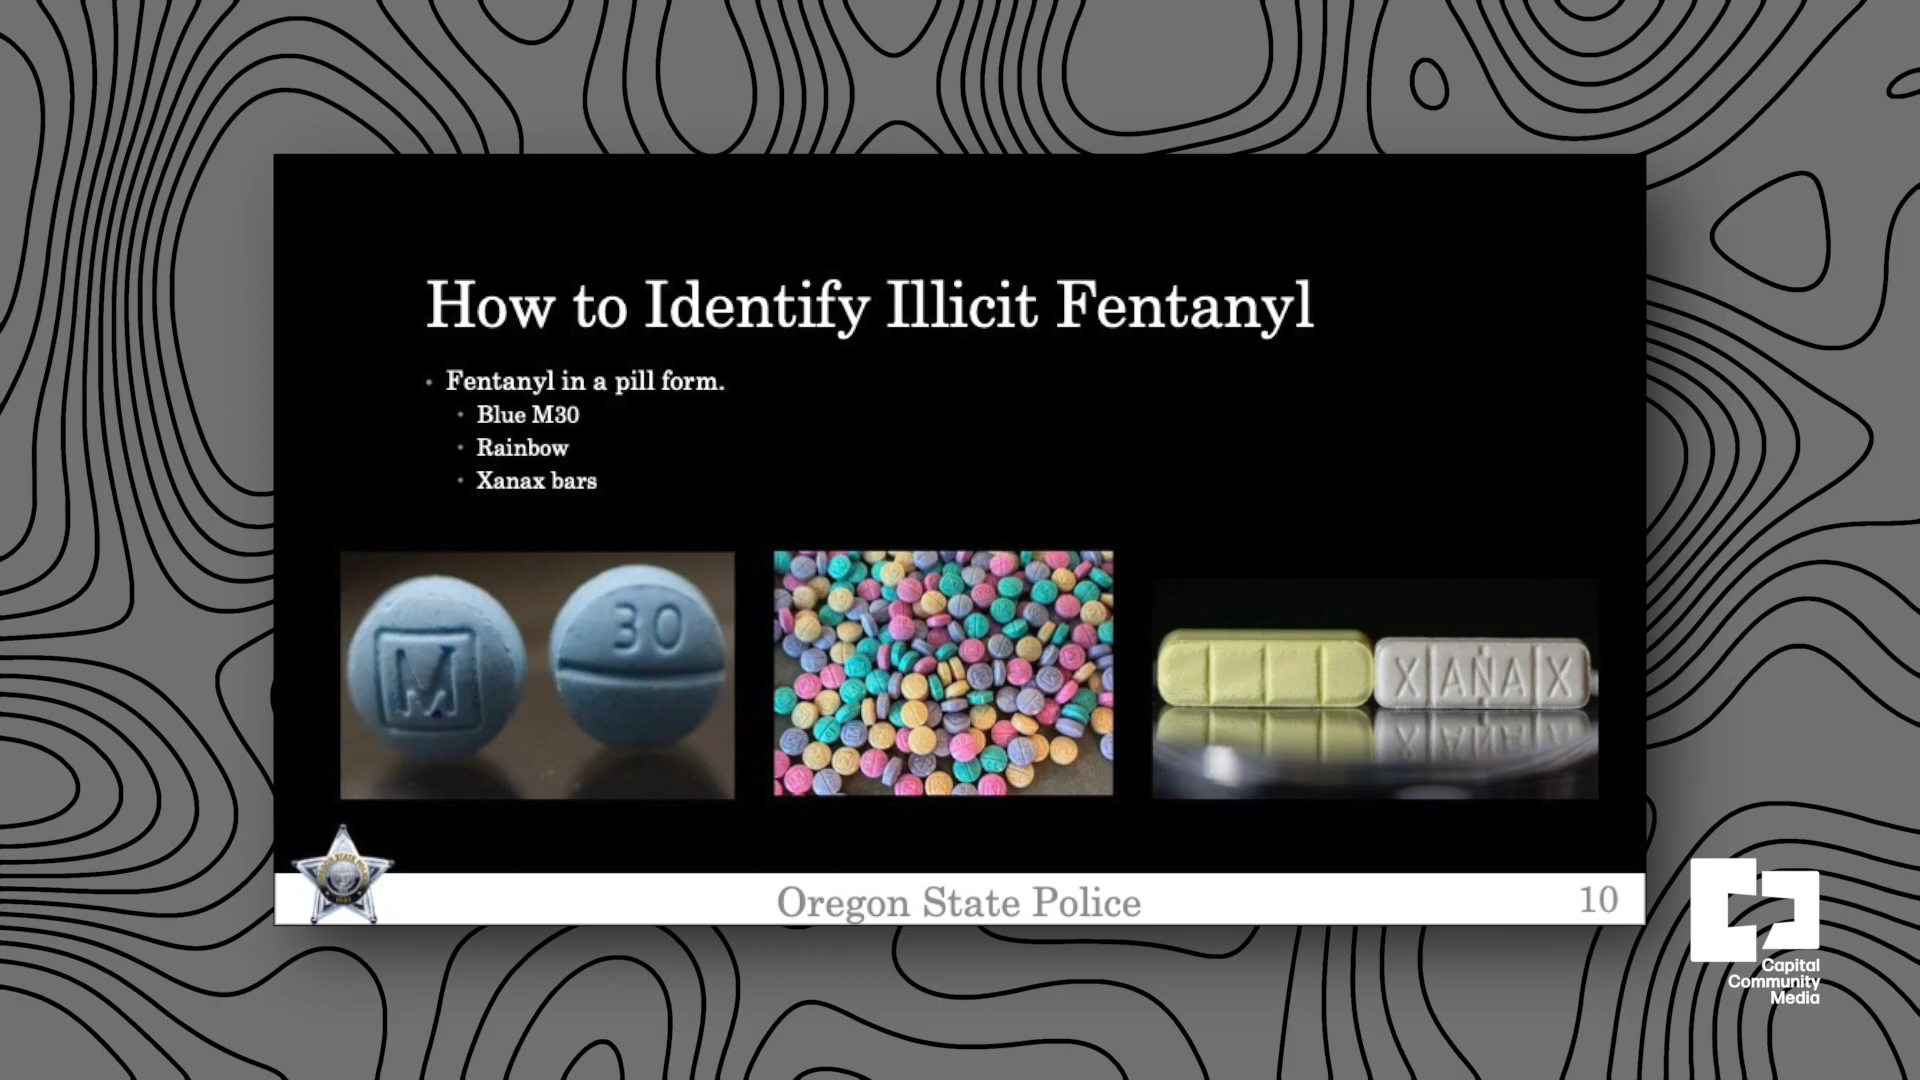 How to Identify Illicit Fentanyl
Fentanyl in a pill form.
Blue M30
Rainbow
Xanax bars
M
30
XANAX
Oregon State Police
10
Capital
Community
Media